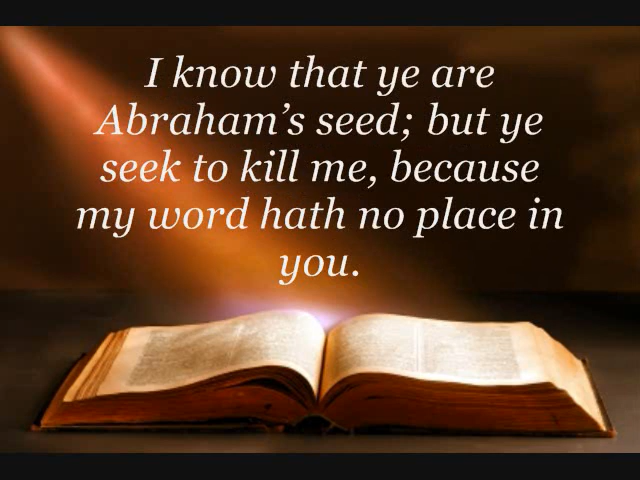 I know that ye are
Abraham’s seed; but ye
seek to kill me, because
my word hath no place in
you.